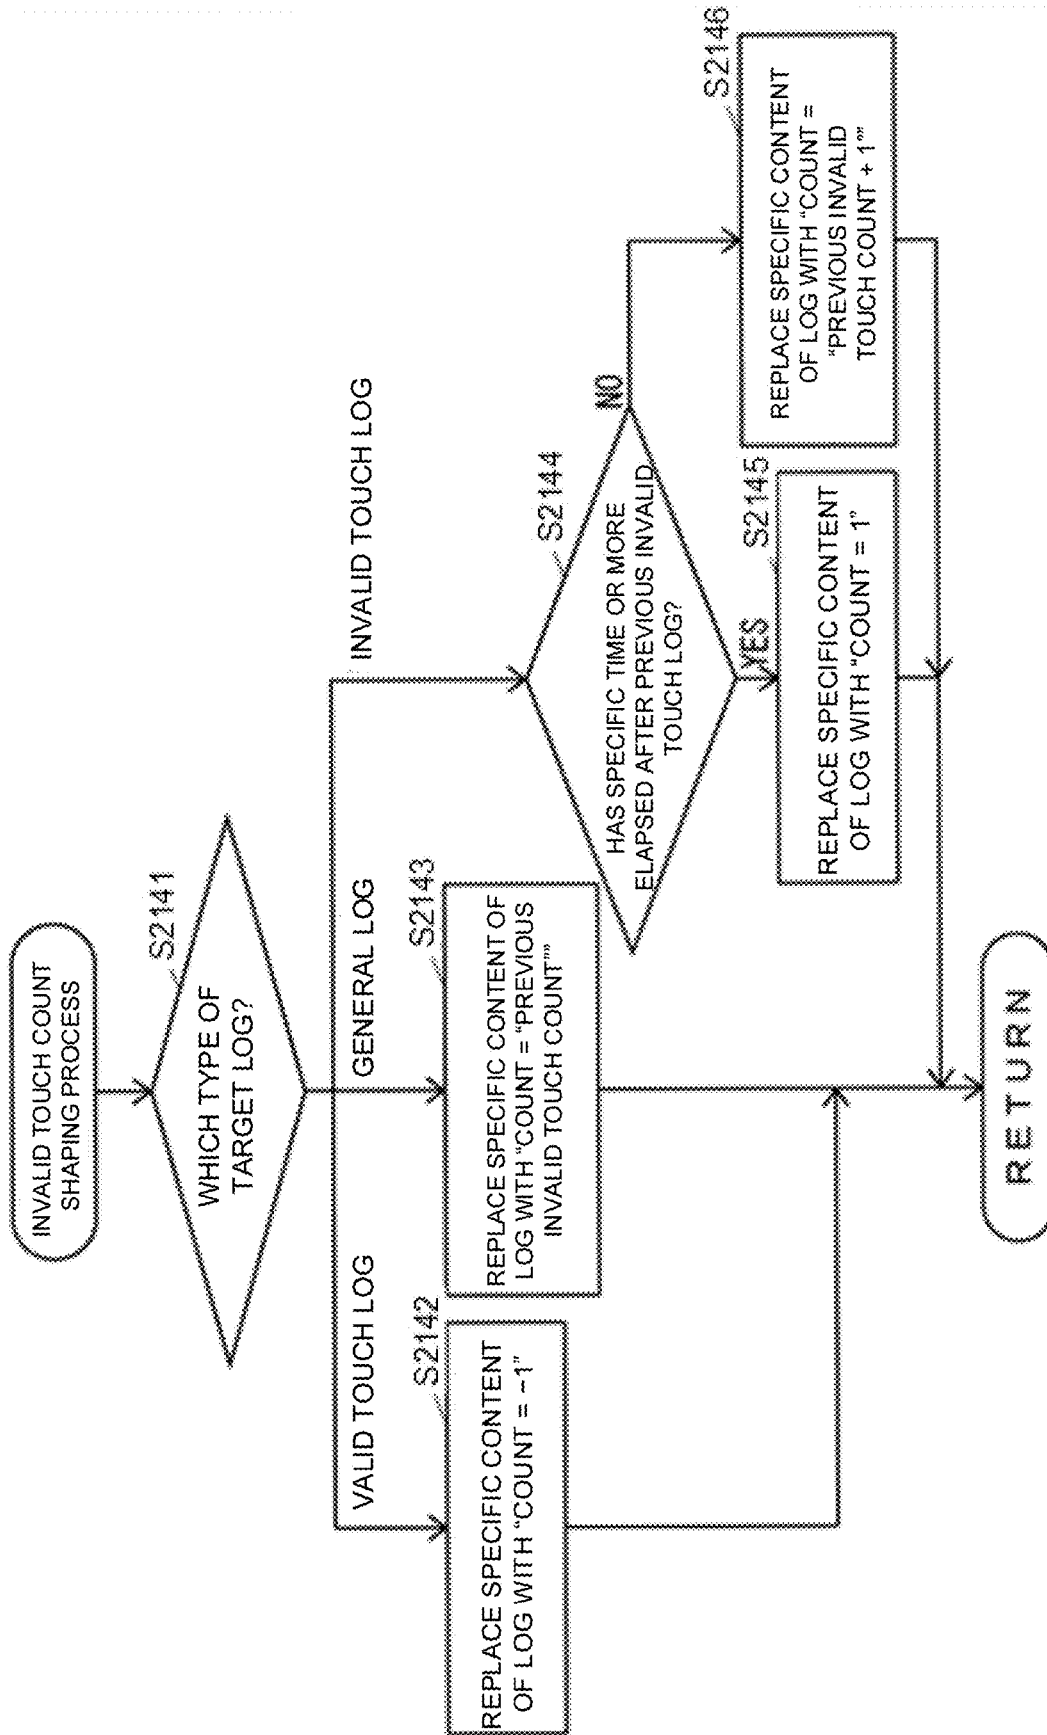 INVALID TOUCH COUNT
SHAPING PROCESS
S2141
WHICH TYPE OF
TARGET LOG?
VALID TOUCH LOG
GENERAL LOG
INVALID TOUCH LOG
S2142
REPLACE SPECIFIC CONTENT
OF LOG WITH “COUNT = −1”
S2143
REPLACE SPECIFIC CONTENT OF
LOG WITH “COUNT = “PREVIOUS
INVALID TOUCH COUNT””
S2144
HAS SPECIFIC TIME OR MORE
ELAPSED AFTER PREVIOUS INVALID
TOUCH LOG?
NO
YES
S2145
REPLACE SPECIFIC CONTENT
OF LOG WITH “COUNT = 1”
S2146
REPLACE SPECIFIC CONTENT
OF LOG WITH “COUNT =
“PREVIOUS INVALID
TOUCH COUNT + 1””
RETURN